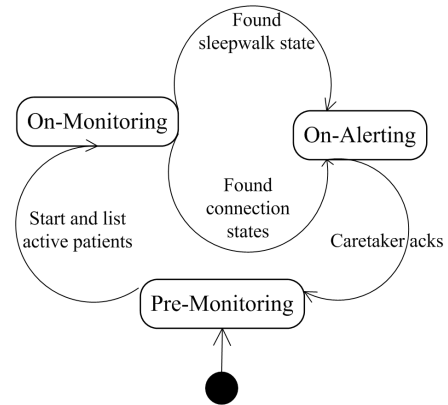 Found
sleepwalk state
On-Monitoring
On-Alerting
Found
connection
states
Start and list
active patients
Caretaker acks
Pre-Monitoring